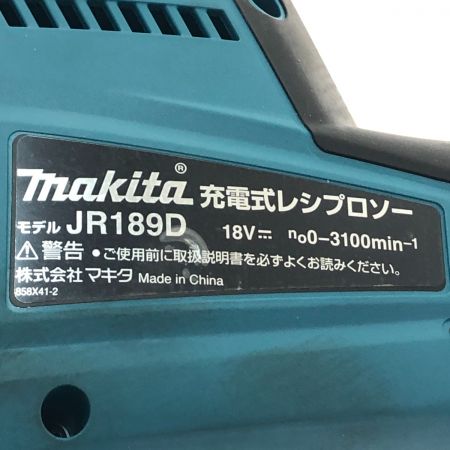 makita® 充電式レシプロソー
モデル JR189D 18V⎓ no0-3100min-1
⚠警告 ・ご使用前に取扱説明書を必ずよくお読みください。
株式会社 マキタ Made in China
858X41-2